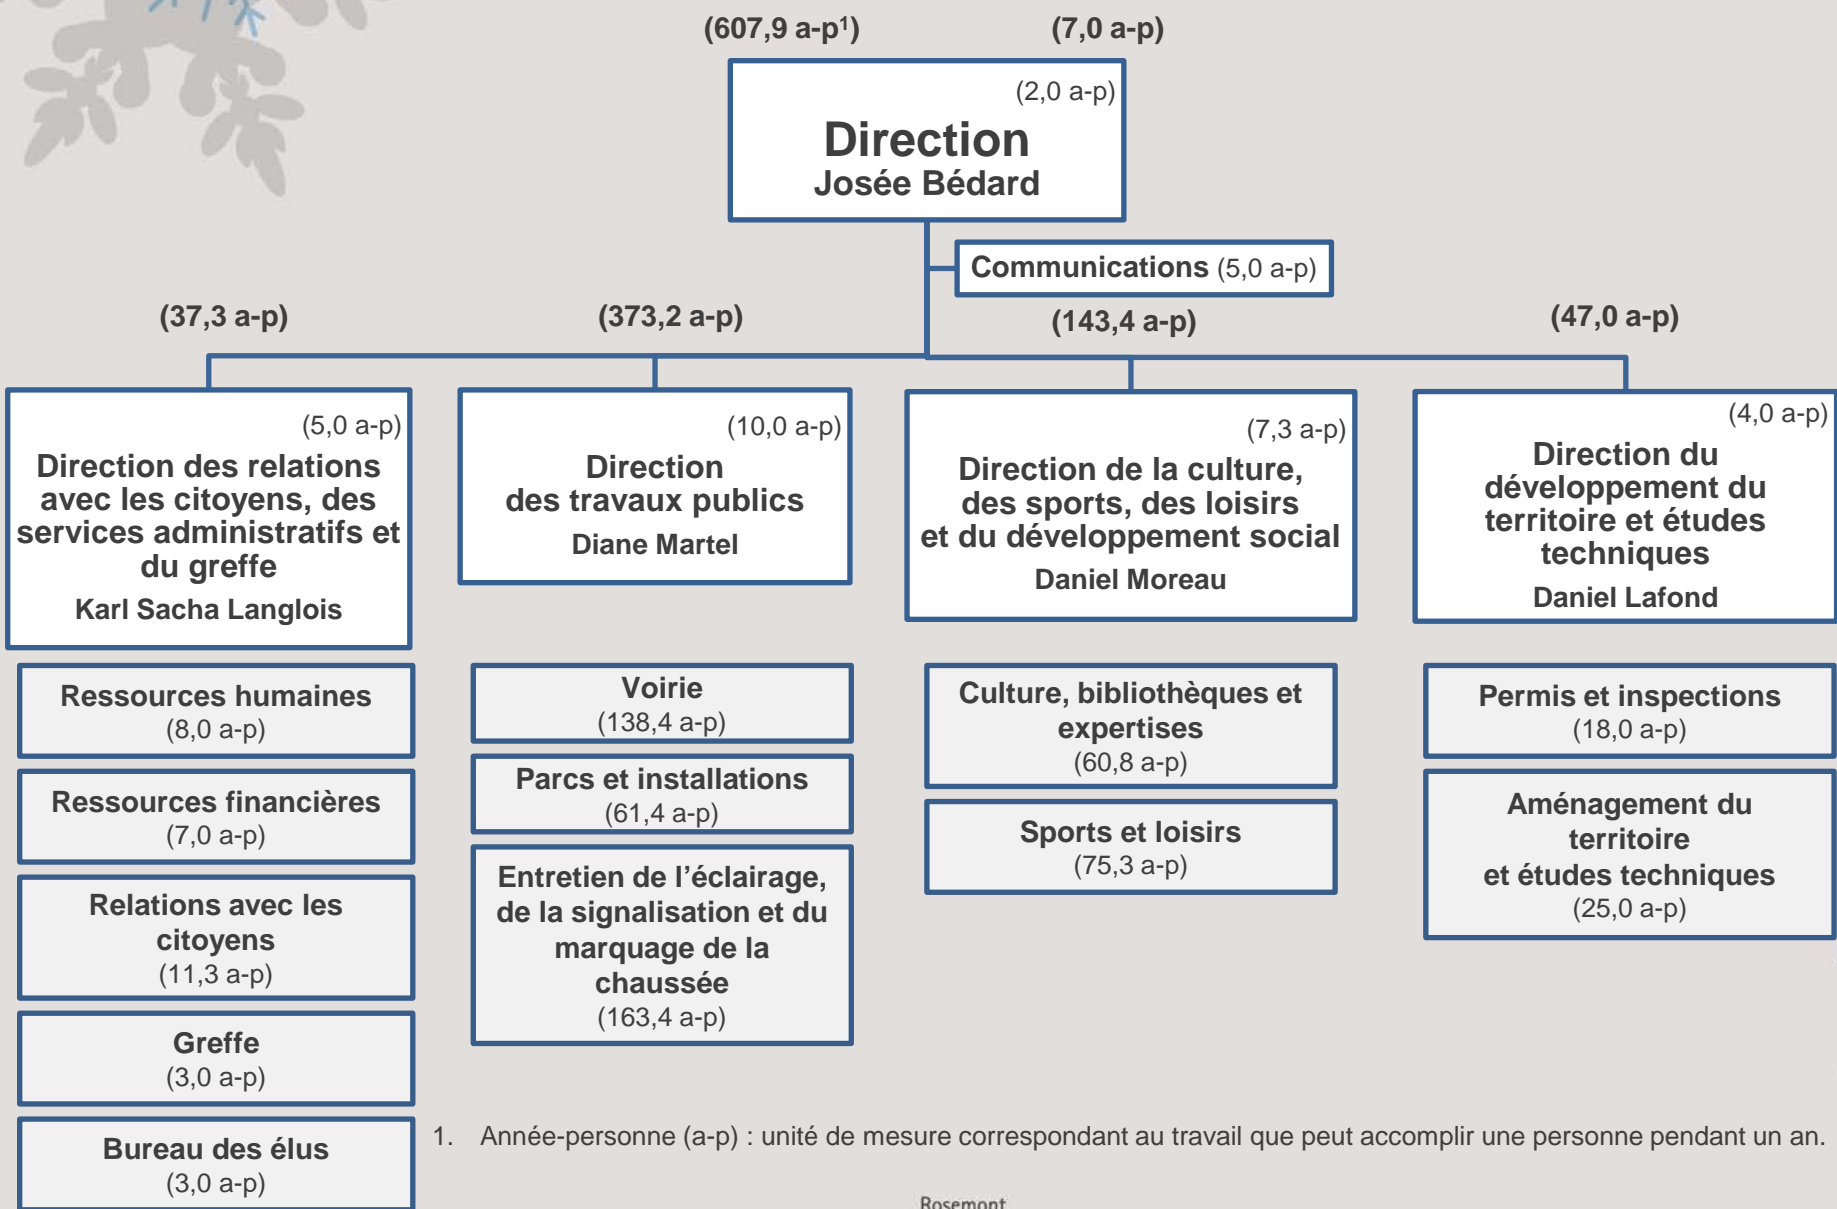 (607,9 a-p¹)
(7,0 a-p)
(2,0 a-p)
Direction
Josée Bédard
Communications (5,0 a-p)
(37,3 a-p)
(373,2 a-p)
(143,4 a-p)
(47,0 a-p)
(5,0 a-p)
Direction des relations
avec les citoyens, des
services administratifs et
du greffe
Karl Sacha Langlois
Ressources humaines
(8,0 a-p)
Ressources financières
(7,0 a-p)
Relations avec les
citoyens
(11,3 a-p)
Greffe
(3,0 a-p)
Bureau des élus
(3,0 a-p)
(10,0 a-p)
Direction
des travaux publics
Diane Martel
Voirie
(138,4 a-p)
Parcs et installations
(61,4 a-p)
Entretien de l’éclairage,
de la signalisation et du
marquage de la
chaussée
(163,4 a-p)
(7,3 a-p)
Direction de la culture,
des sports, des loisirs
et du développement social
Daniel Moreau
Culture, bibliothèques et
expertises
(60,8 a-p)
Sports et loisirs
(75,3 a-p)
(4,0 a-p)
Direction du
développement du
territoire et études
techniques
Daniel Lafond
Permis et inspections
(18,0 a-p)
Aménagement du
territoire
et études techniques
(25,0 a-p)
1. Année-personne (a-p) : unité de mesure correspondant au travail que peut accomplir une personne pendant un an.
Rosemont